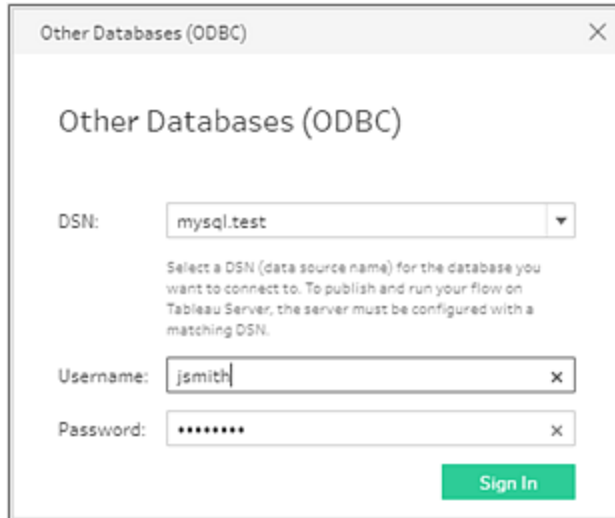 Other Databases (ODBC)
Other Databases (ODBC)
DSN: mysql.test
Select a DSN (data source name) for the database you
want to connect to. To publish and run your flow on
Tableau Server, the server must be configured with a
matching DSN.
Username: jsmith
Password: ••••••••
Sign In